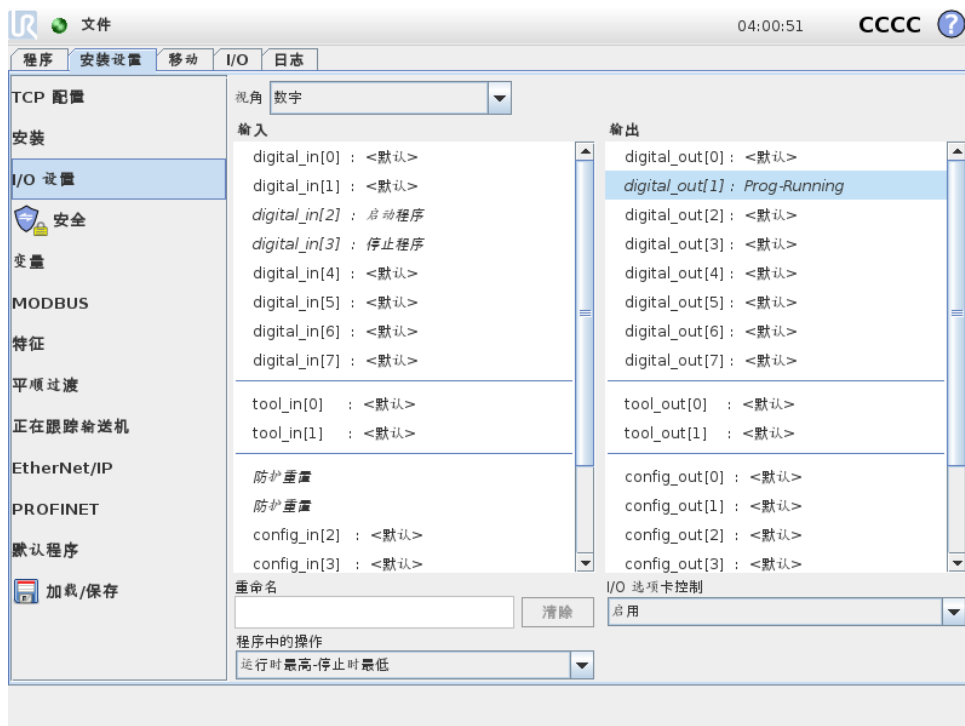 UR 文件 04:00:51 CCCC ?
程序 安装设置 移动 I/O 日志
TCP 配置
安装
I/O 设置
安全
变量
MODBUS
特征
平顺过渡
正在跟踪输送机
EtherNet/IP
PROFINET
默认程序
加载/保存
视角 数字
输入
digital_in[0] : <默认>
digital_in[1] : <默认>
digital_in[2] : 启动程序
digital_in[3] : 停止程序
digital_in[4] : <默认>
digital_in[5] : <默认>
digital_in[6] : <默认>
digital_in[7] : <默认>
tool_in[0] : <默认>
tool_in[1] : <默认>
防护重置
防护重置
config_in[2] : <默认>
config_in[3] : <默认>
输出
digital_out[0] : <默认>
digital_out[1] : Prog-Running
digital_out[2] : <默认>
digital_out[3] : <默认>
digital_out[4] : <默认>
digital_out[5] : <默认>
digital_out[6] : <默认>
digital_out[7] : <默认>
tool_out[0] : <默认>
tool_out[1] : <默认>
config_out[0] : <默认>
config_out[1] : <默认>
config_out[2] : <默认>
config_out[3] : <默认>
重命名
清除
程序中的操作
运行时最高-停止时最低
I/O 选项卡控制
启用